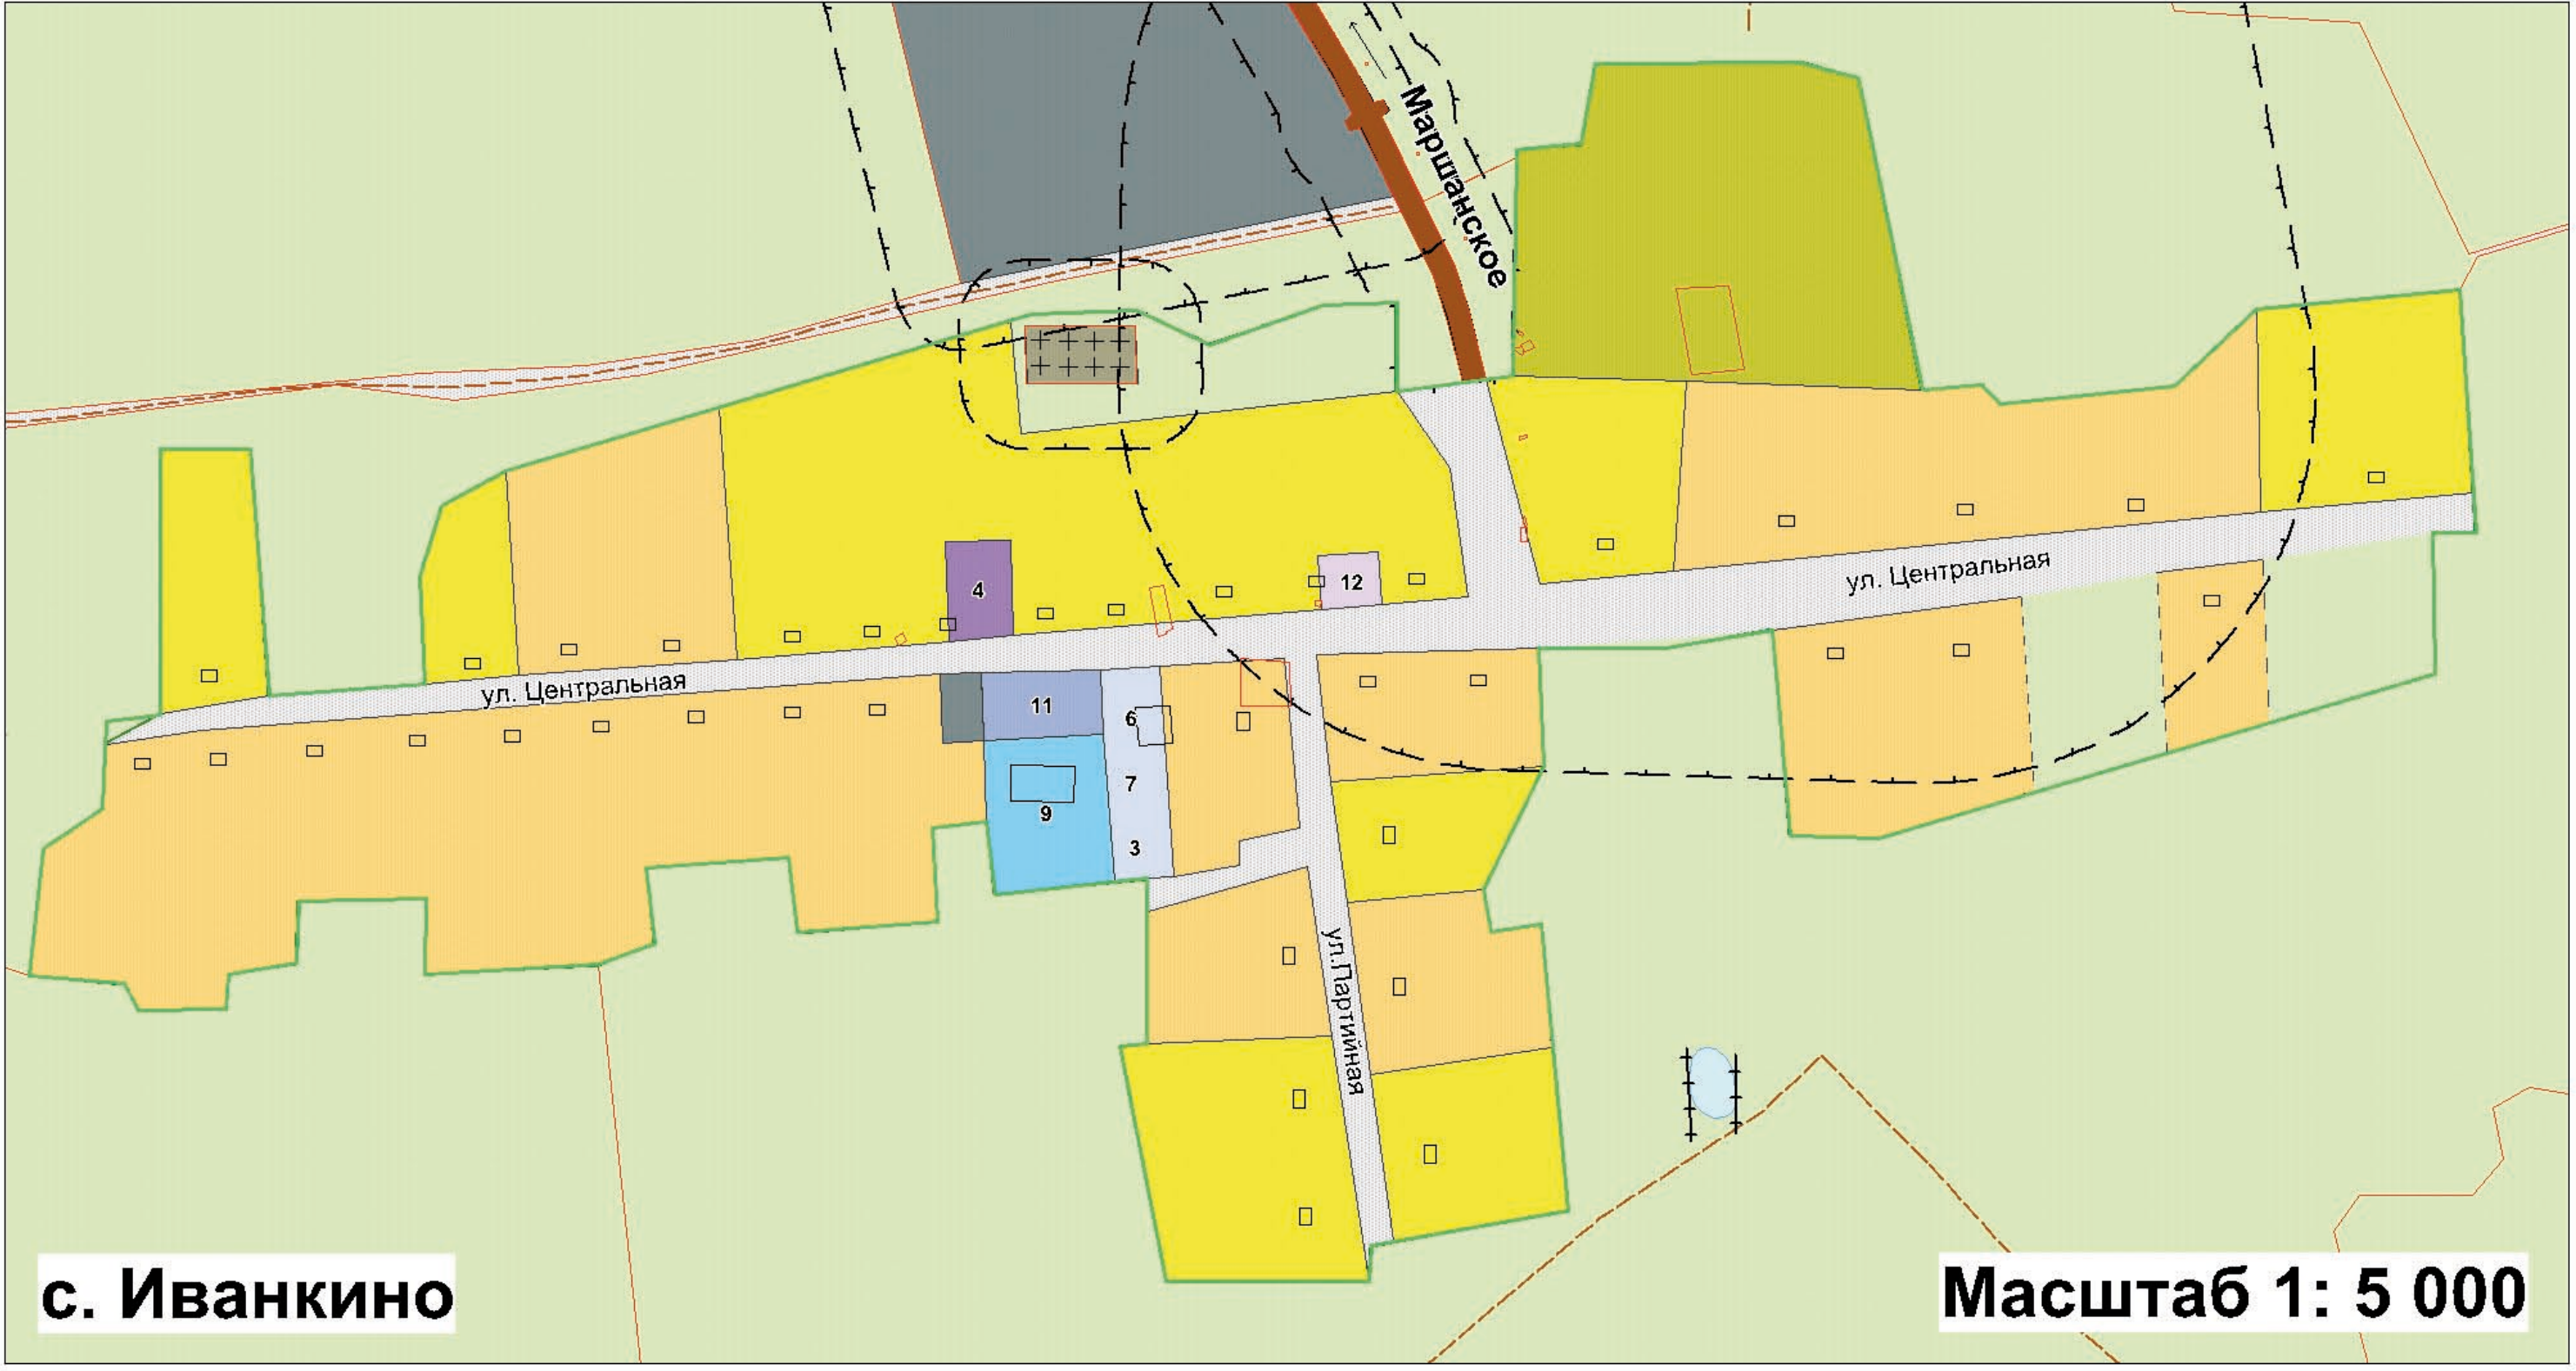 Маршанское
ул. Центральная
4
12
ул. Центральная
11
6
7
9
3
ул.Партийная
с. Иванкино
Масштаб 1: 5 000